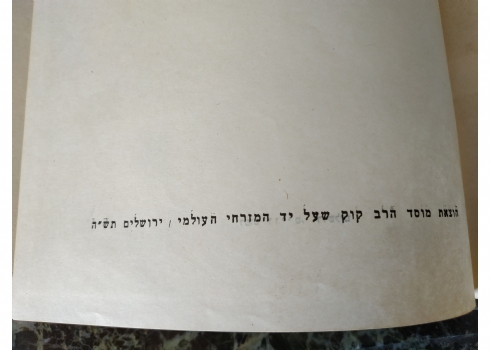 הוצאת מוסד הרב קוק שעל יד המזרחי העולמי / ירושלים תש״ה